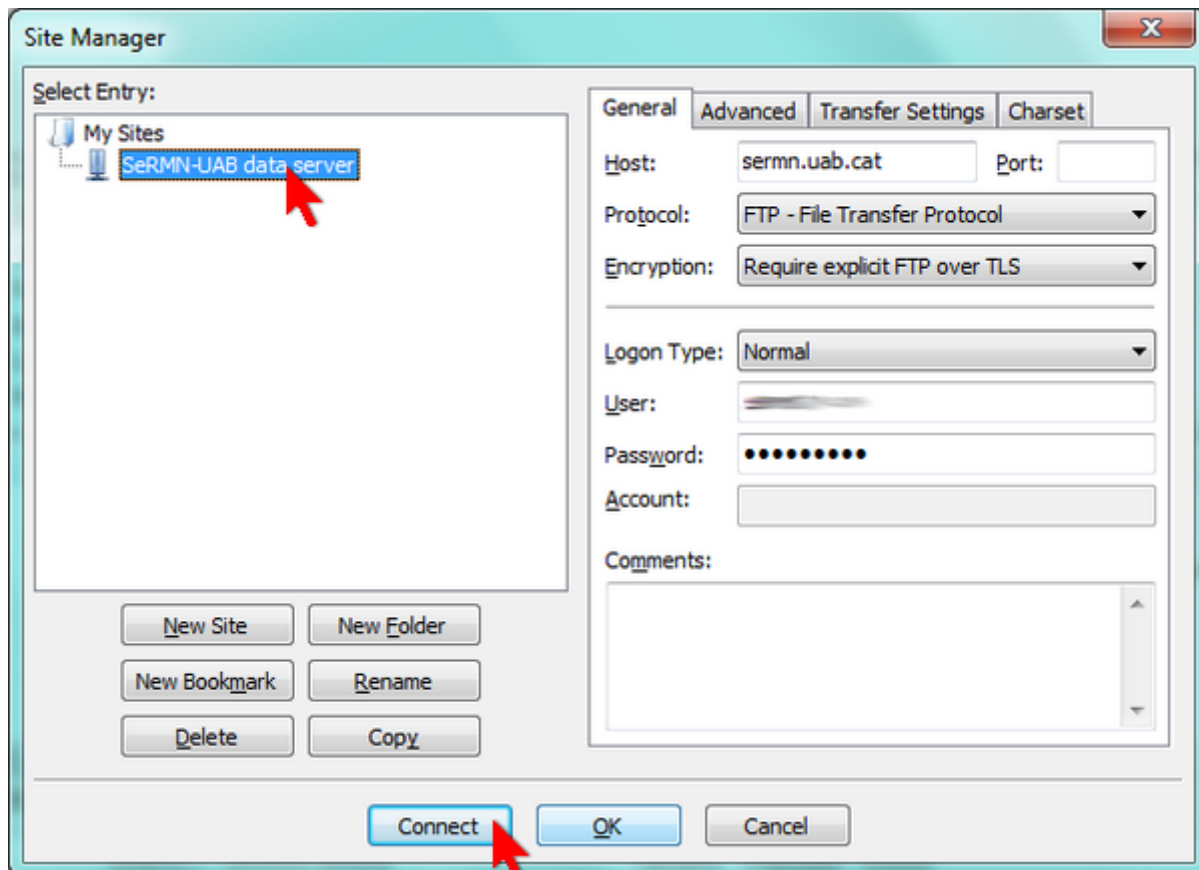 Site Manager
Select Entry:
My Sites
SeRMN-UAB data server
New Site
New Folder
New Bookmark
Rename
Delete
Copy
General
Advanced
Transfer Settings
Charset
Host:
sermn.uab.cat
Port:
Protocol:
FTP - File Transfer Protocol
Encryption:
Require explicit FTP over TLS
Logon Type:
Normal
User:
Password:
•••••••••
Account:
Comments:
Connect
OK
Cancel